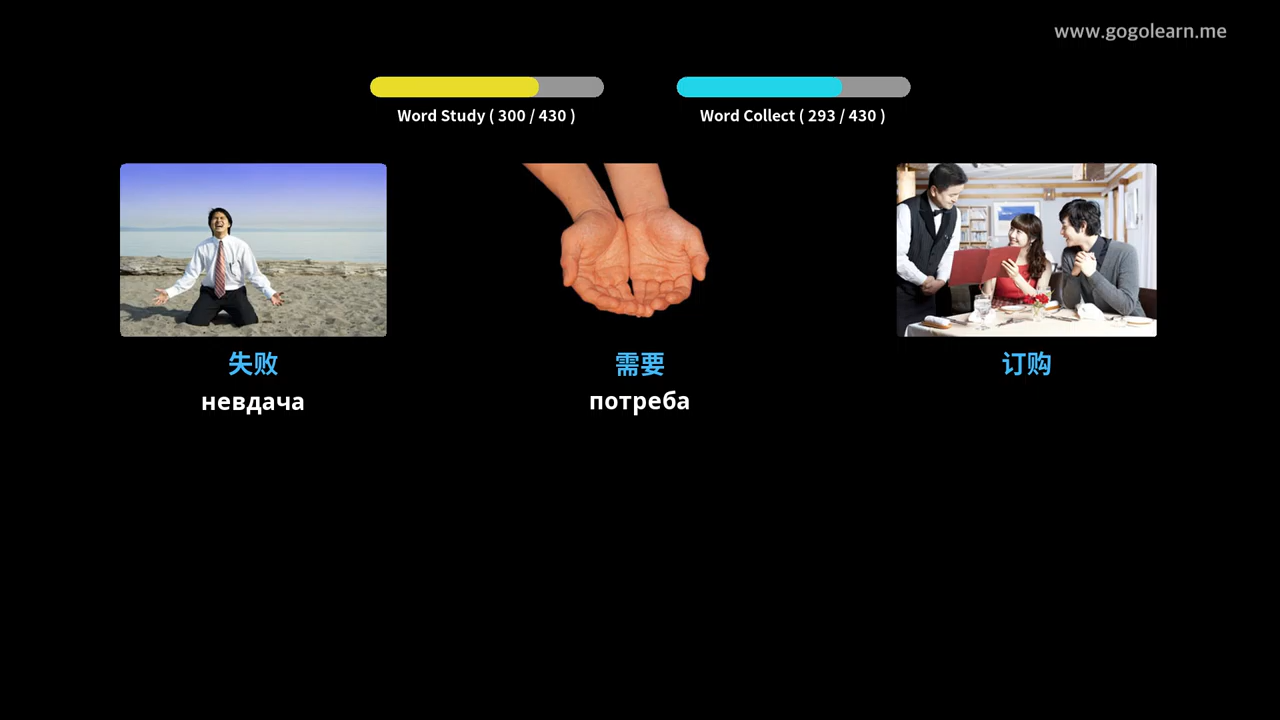 www.gogolearn.me
Word Study ( 300 / 430 )
Word Collect ( 293 / 430 )
失败
невдача
需要
потреба
订购